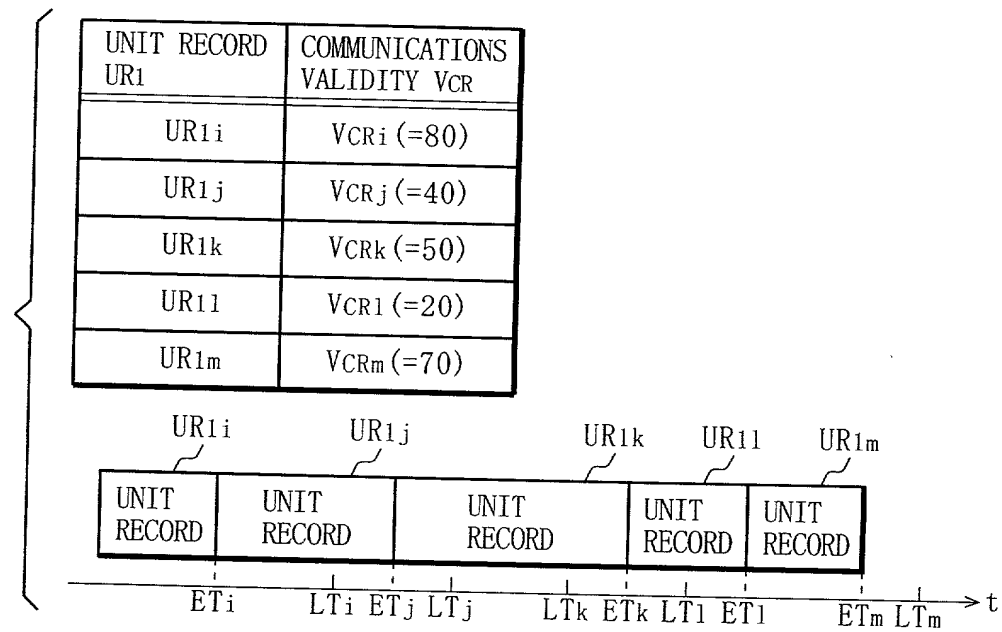 UNIT RECORD UR1
COMMUNICATIONS VALIDITY VCR
UR1i
VCRi(=80)
UR1j
VCRj(=40)
UR1k
VCRk(=50)
UR1l
VCRl(=20)
UR1m
VCRm(=70)
UR1i UR1j UR1k UR1l UR1m
UNIT RECORD
UNIT RECORD
UNIT RECORD
UNIT RECORD
UNIT RECORD
ETi LTi ETj LTj LTk ETk LTl ETl ETm LTm t